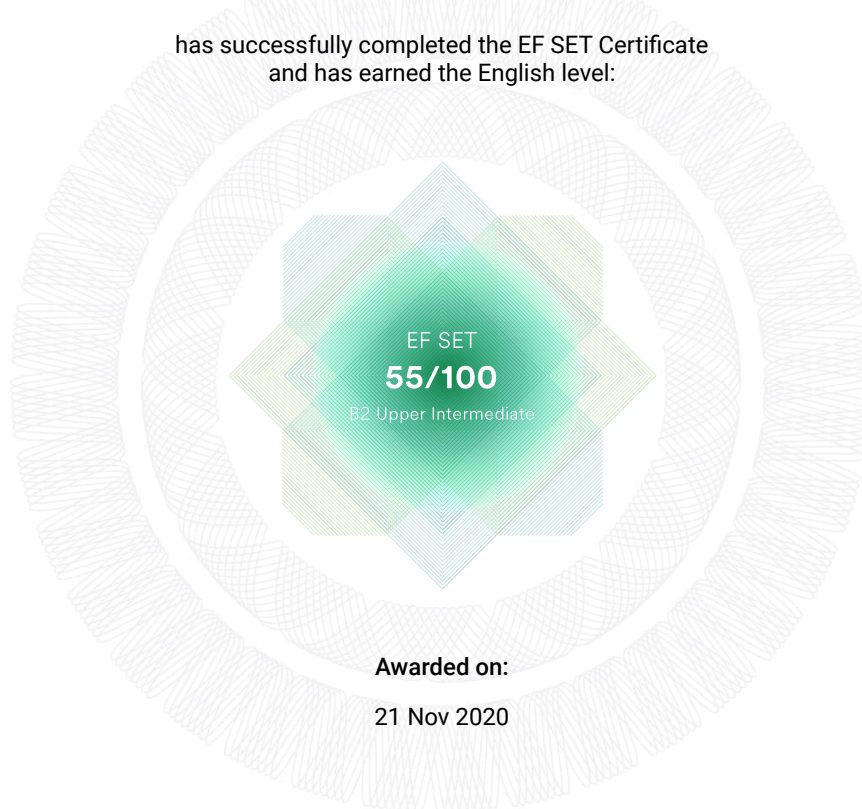 has successfully completed the EF SET Certificate
and has earned the English level:
EF SET
55/100
B2 Upper Intermediate
Awarded on:
21 Nov 2020